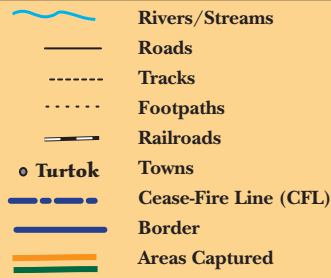 Rivers/Streams
Roads
Tracks
Footpaths
Railroads
Turtok Towns
Cease-Fire Line (CFL)
Border
Areas Captured